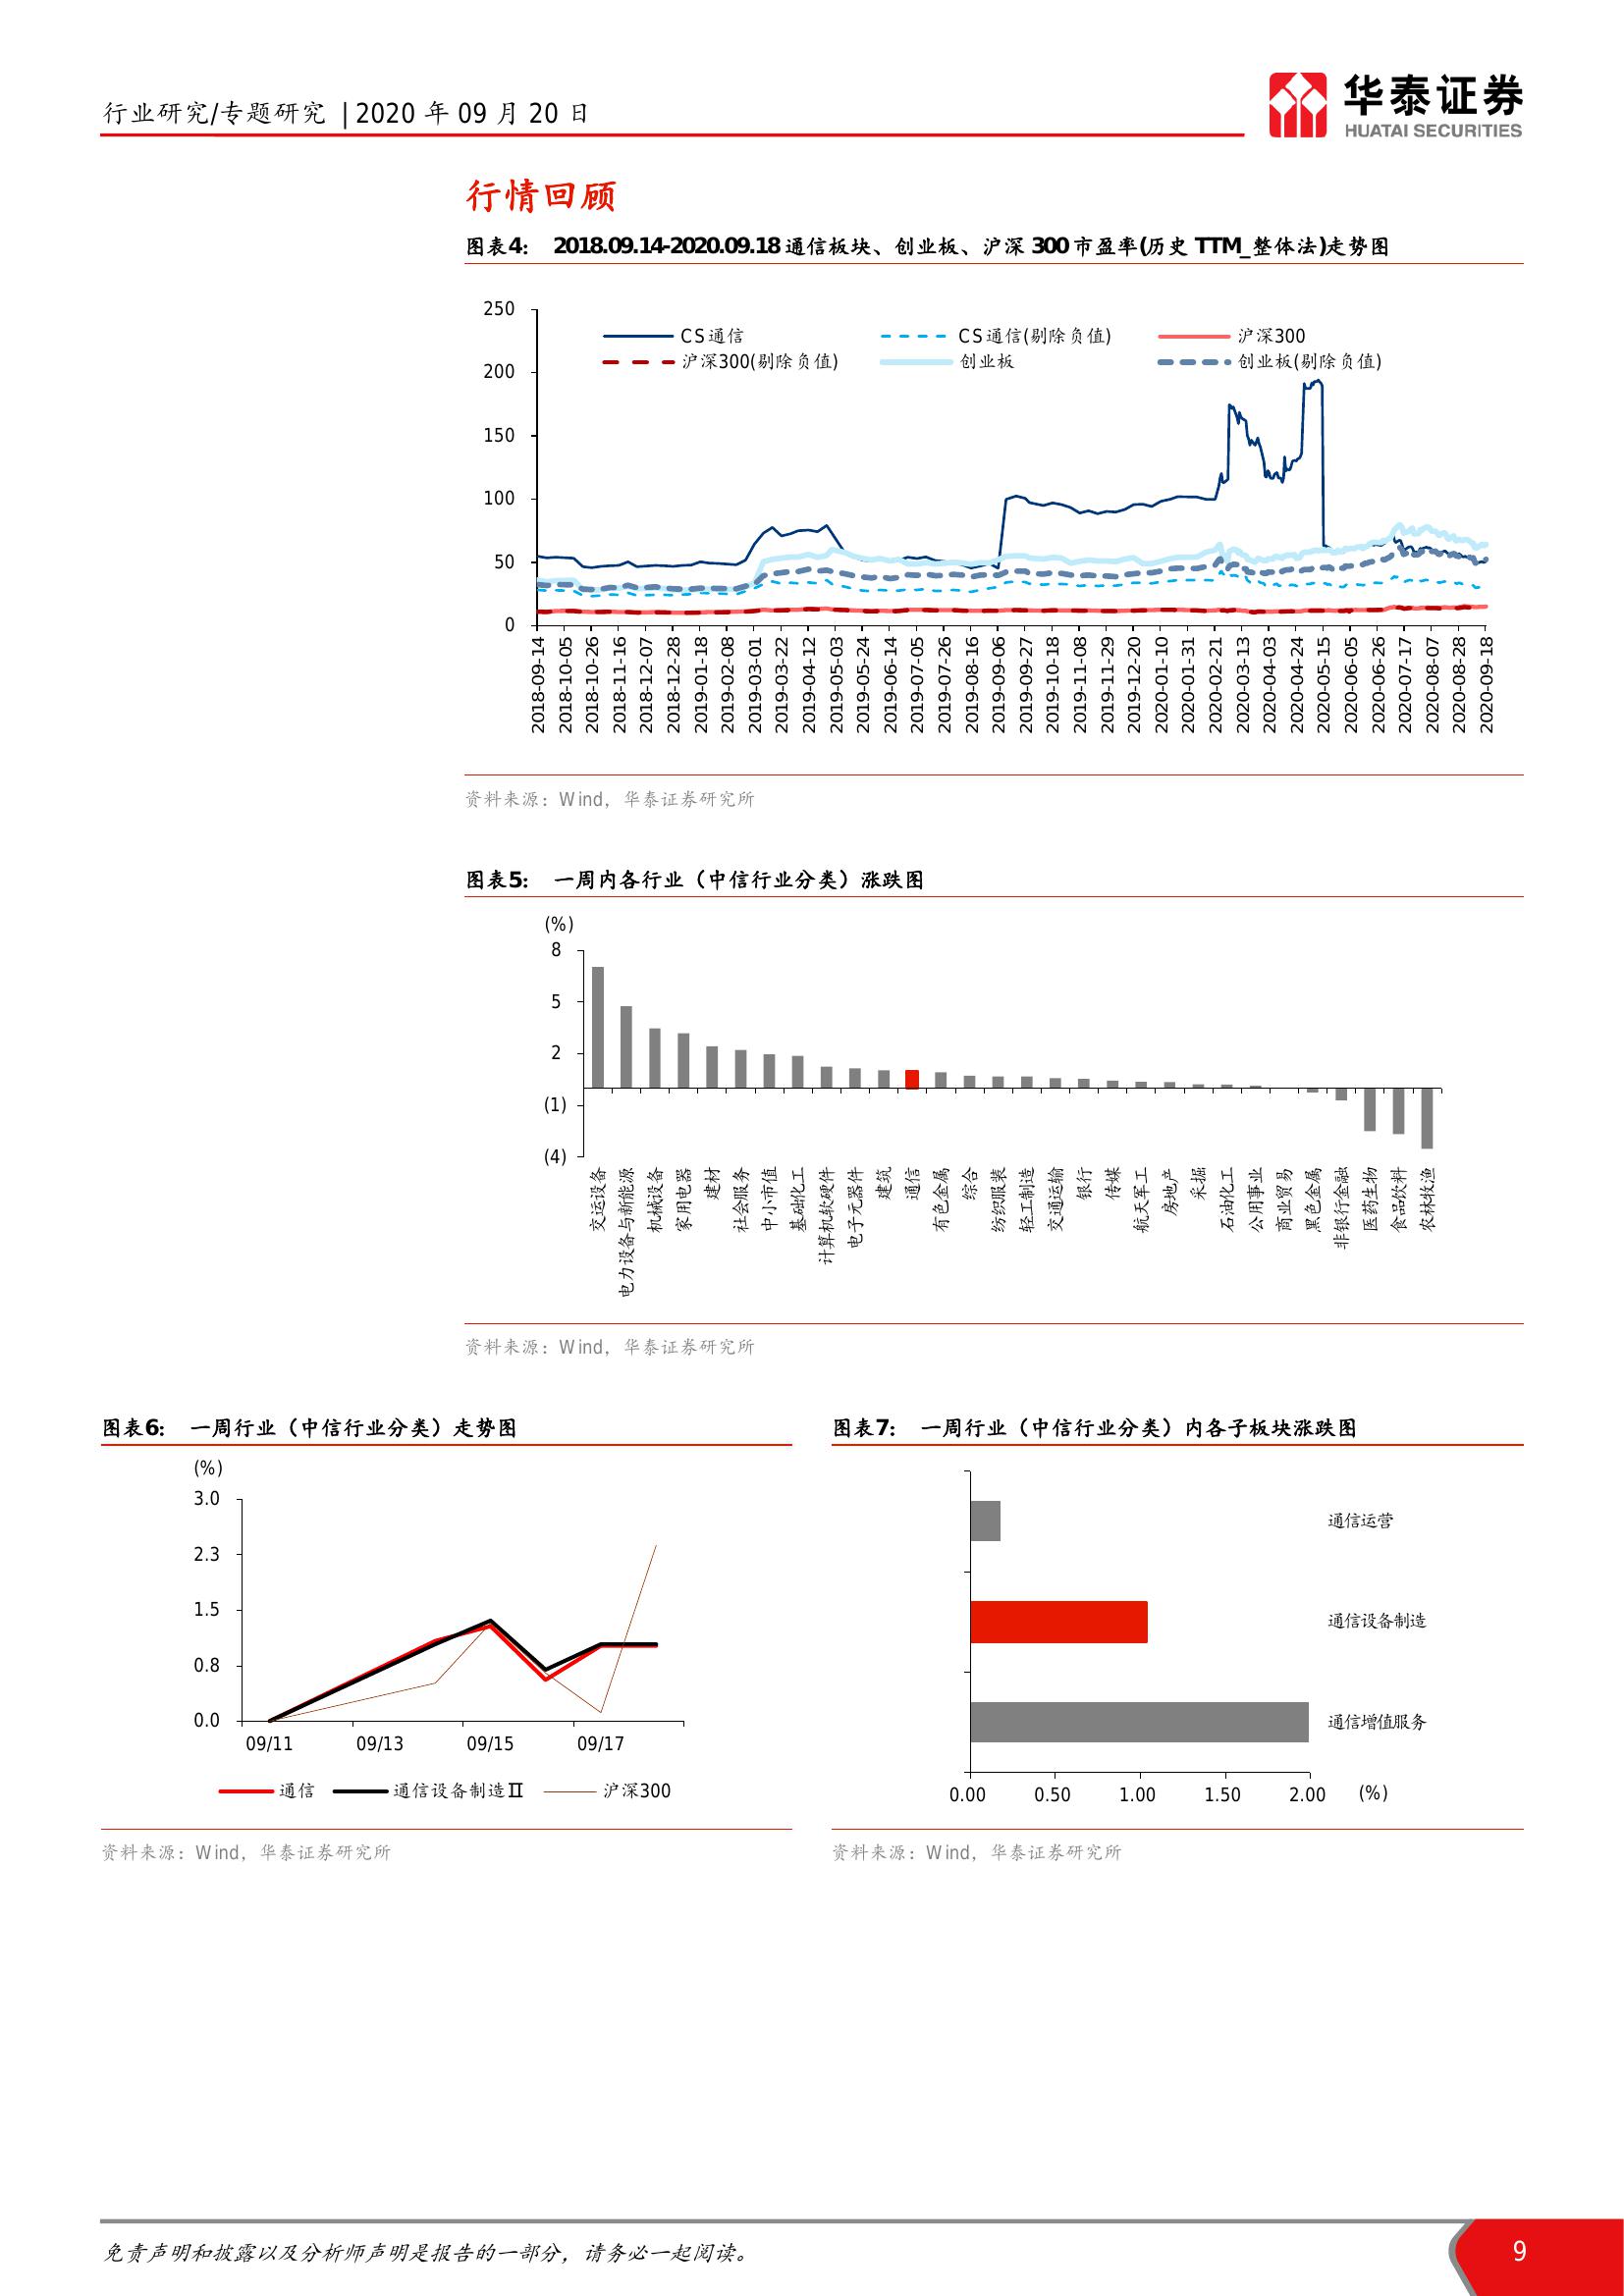 行业研究/专题研究 | 2020 年 09 月 20 日
华泰证券
HUATAI SECURITIES
行情回顾
图表4: 2018.09.14-2020.09.18 通信板块、创业板、沪深 300 市盈率(历史 TTM_整体法)走势图
250
200
150
100
50
0
CS通信
CS通信(剔除负值)
沪深300
沪深300(剔除负值)
创业板
创业板(剔除负值)
2018-09-14
2018-10-05
2018-10-26
2018-11-16
2018-12-07
2018-12-28
2019-01-18
2019-02-08
2019-03-01
2019-03-22
2019-04-12
2019-05-03
2019-05-24
2019-06-14
2019-07-05
2019-07-26
2019-08-16
2019-09-06
2019-09-27
2019-10-18
2019-11-08
2019-11-29
2019-12-20
2020-01-10
2020-01-31
2020-02-21
2020-03-13
2020-04-03
2020-04-24
2020-05-15
2020-06-05
2020-06-26
2020-07-17
2020-08-07
2020-08-28
2020-09-18
资料来源：Wind，华泰证券研究所
图表5: 一周内各行业（中信行业分类）涨跌图
(%)
8
5
2
(1)
(4)
交运设备
电力设备与新能源
机械设备
家用电器
建材
社会服务
中小市值
基础化工
计算机软硬件
电子元器件
建筑
通信
有色金属
综合
纺织服装
轻工制造
交通运输
银行
传媒
航天军工
房地产
采掘
石油化工
公用事业
商业贸易
黑色金属
非银行金融
医药生物
食品饮料
农林牧渔
资料来源：Wind，华泰证券研究所
图表6: 一周行业（中信行业分类）走势图
(%)
3.0
2.3
1.5
0.8
0.0
09/11
09/13
09/15
09/17
通信
通信设备制造Ⅱ
沪深300
资料来源：Wind，华泰证券研究所
图表7: 一周行业（中信行业分类）内各子板块涨跌图
通信运营
通信设备制造
通信增值服务
0.00
0.50
1.00
1.50
2.00
(%)
资料来源：Wind，华泰证券研究所
免责声明和披露以及分析师声明是报告的一部分，请务必一起阅读。
9